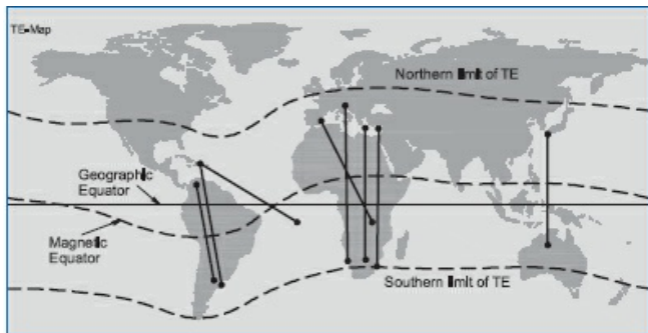 TE-Map
Northern limit of TE
Geographic
Equator
Magnetic
Equator
Southern limit of TE